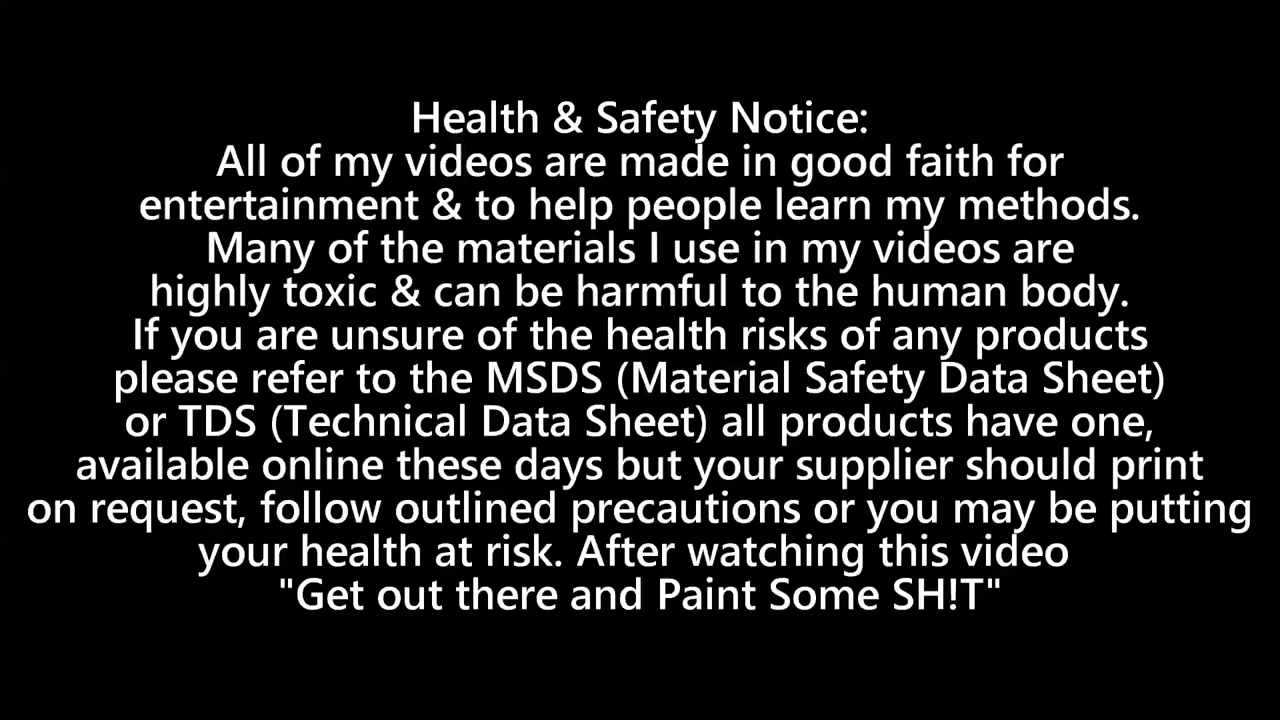 Health & Safety Notice:
All of my videos are made in good faith for
entertainment & to help people learn my methods.
Many of the materials I use in my videos are
highly toxic & can be harmful to the human body.
If you are unsure of the health risks of any products
please refer to the MSDS (Material Safety Data Sheet)
or TDS (Technical Data Sheet) all products have one,
available online these days but your supplier should print
on request, follow outlined precautions or you may be putting
your health at risk. After watching this video
"Get out there and Paint Some SH!T"